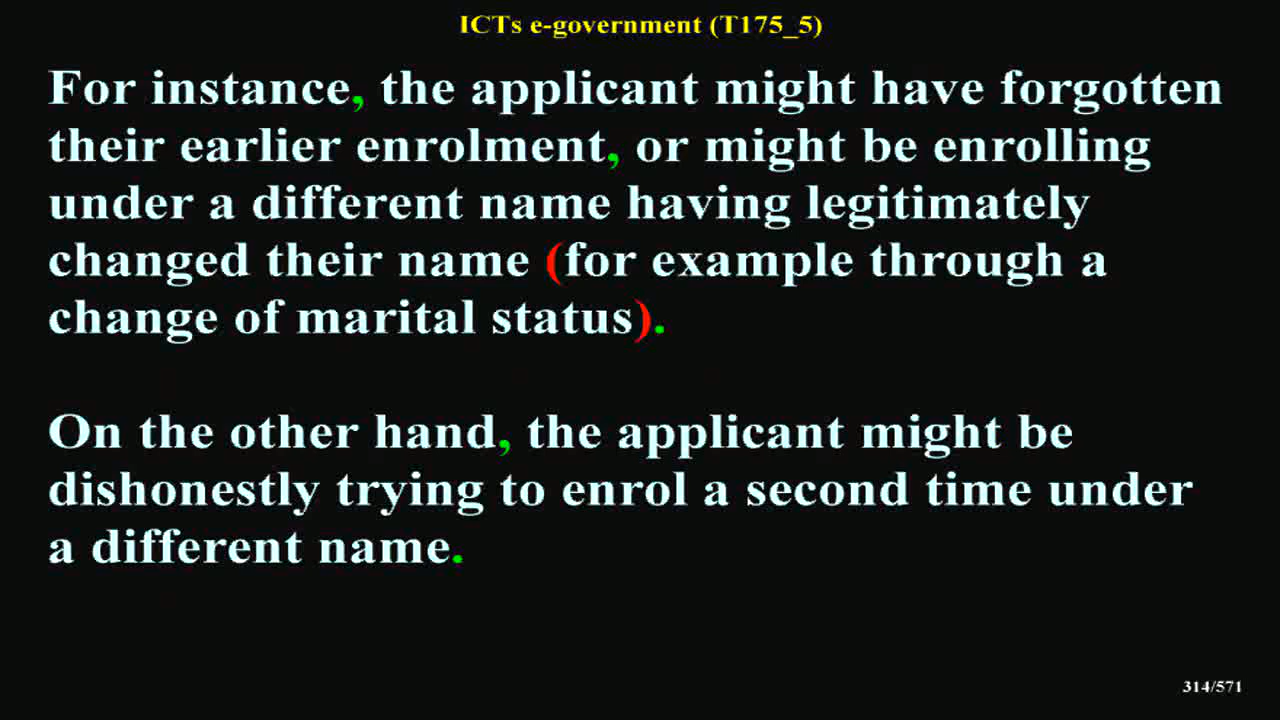 ICTs e-government (T175_5)
For instance, the applicant might have forgotten
their earlier enrolment, or might be enrolling
under a different name having legitimately
changed their name (for example through a
change of marital status).
On the other hand, the applicant might be
dishonestly trying to enrol a second time under
a different name.
314/571